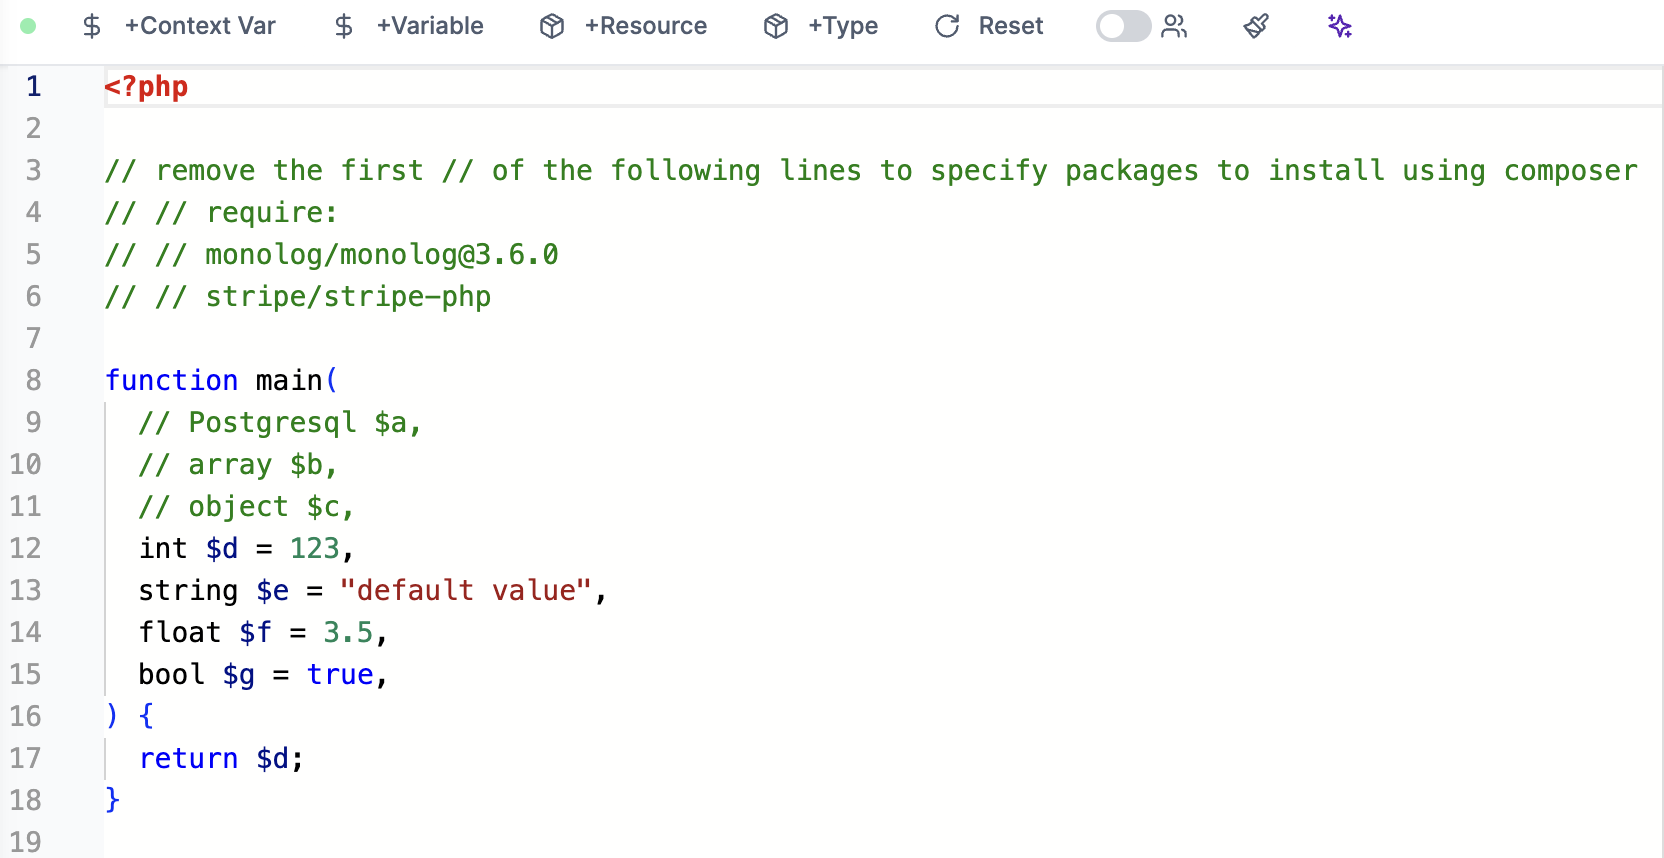 $ +Context Var $ +Variable +Resource +Type Reset
1 <?php
2
3 // remove the first // of the following lines to specify packages to install using composer
4 // // require:
5 // // monolog/monolog@3.6.0
6 // // stripe/stripe-php
7
8 function main(
9   // Postgresql $a,
10   // array $b,
11   // object $c,
12   int $d = 123,
13   string $e = "default value",
14   float $f = 3.5,
15   bool $g = true,
16 ) {
17   return $d;
18 }
19